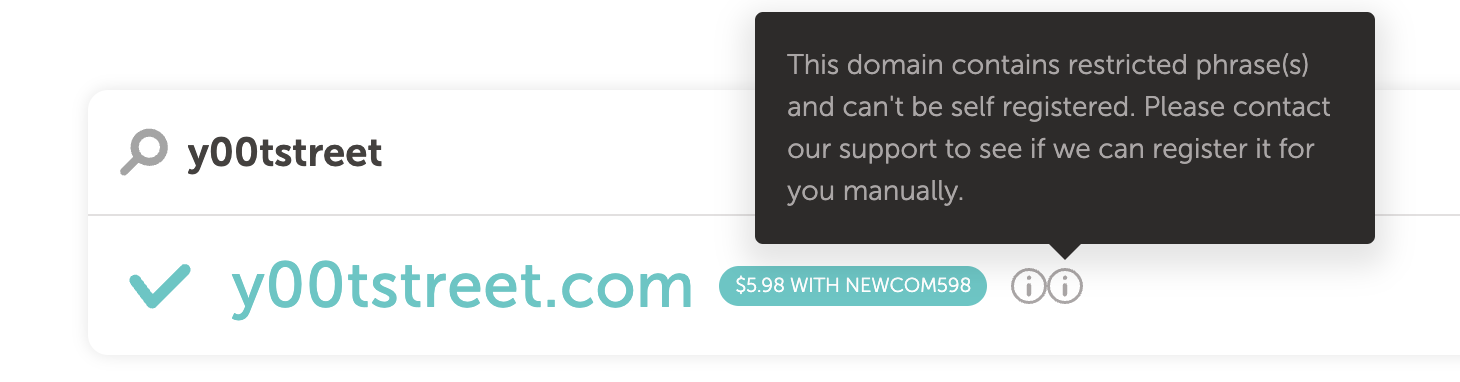 This domain contains restricted phrase(s)
and can't be self registered. Please contact
our support to see if we can register it for
you manually.
y00tstreet
y00tstreet.com
$5.98 WITH NEWCOM598